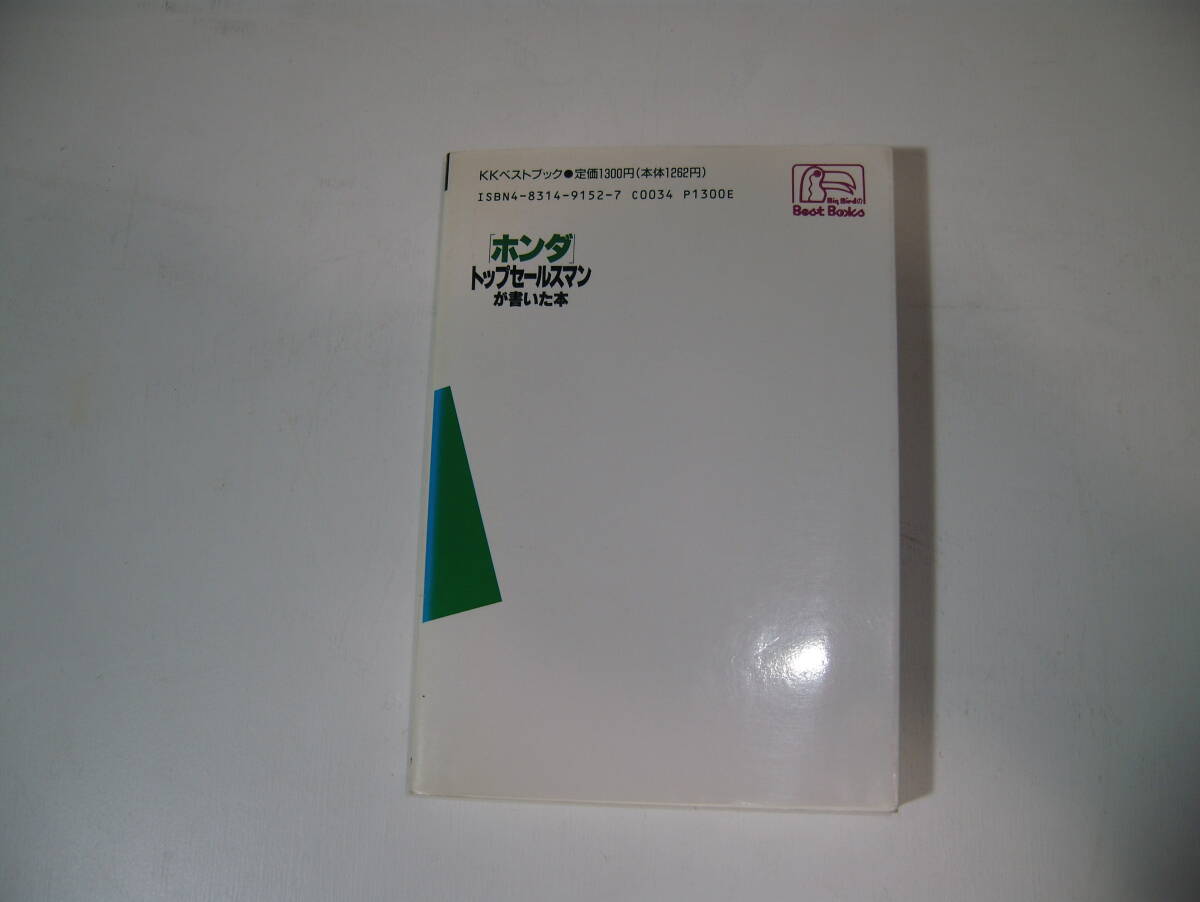 KKベストブック●定価1300円(本体1262円)
ISBN4-8314-9152-7 C0034 P1300E
Big Birdの
Best Books
[ホンダ]
トップセールスマン
が書いた本